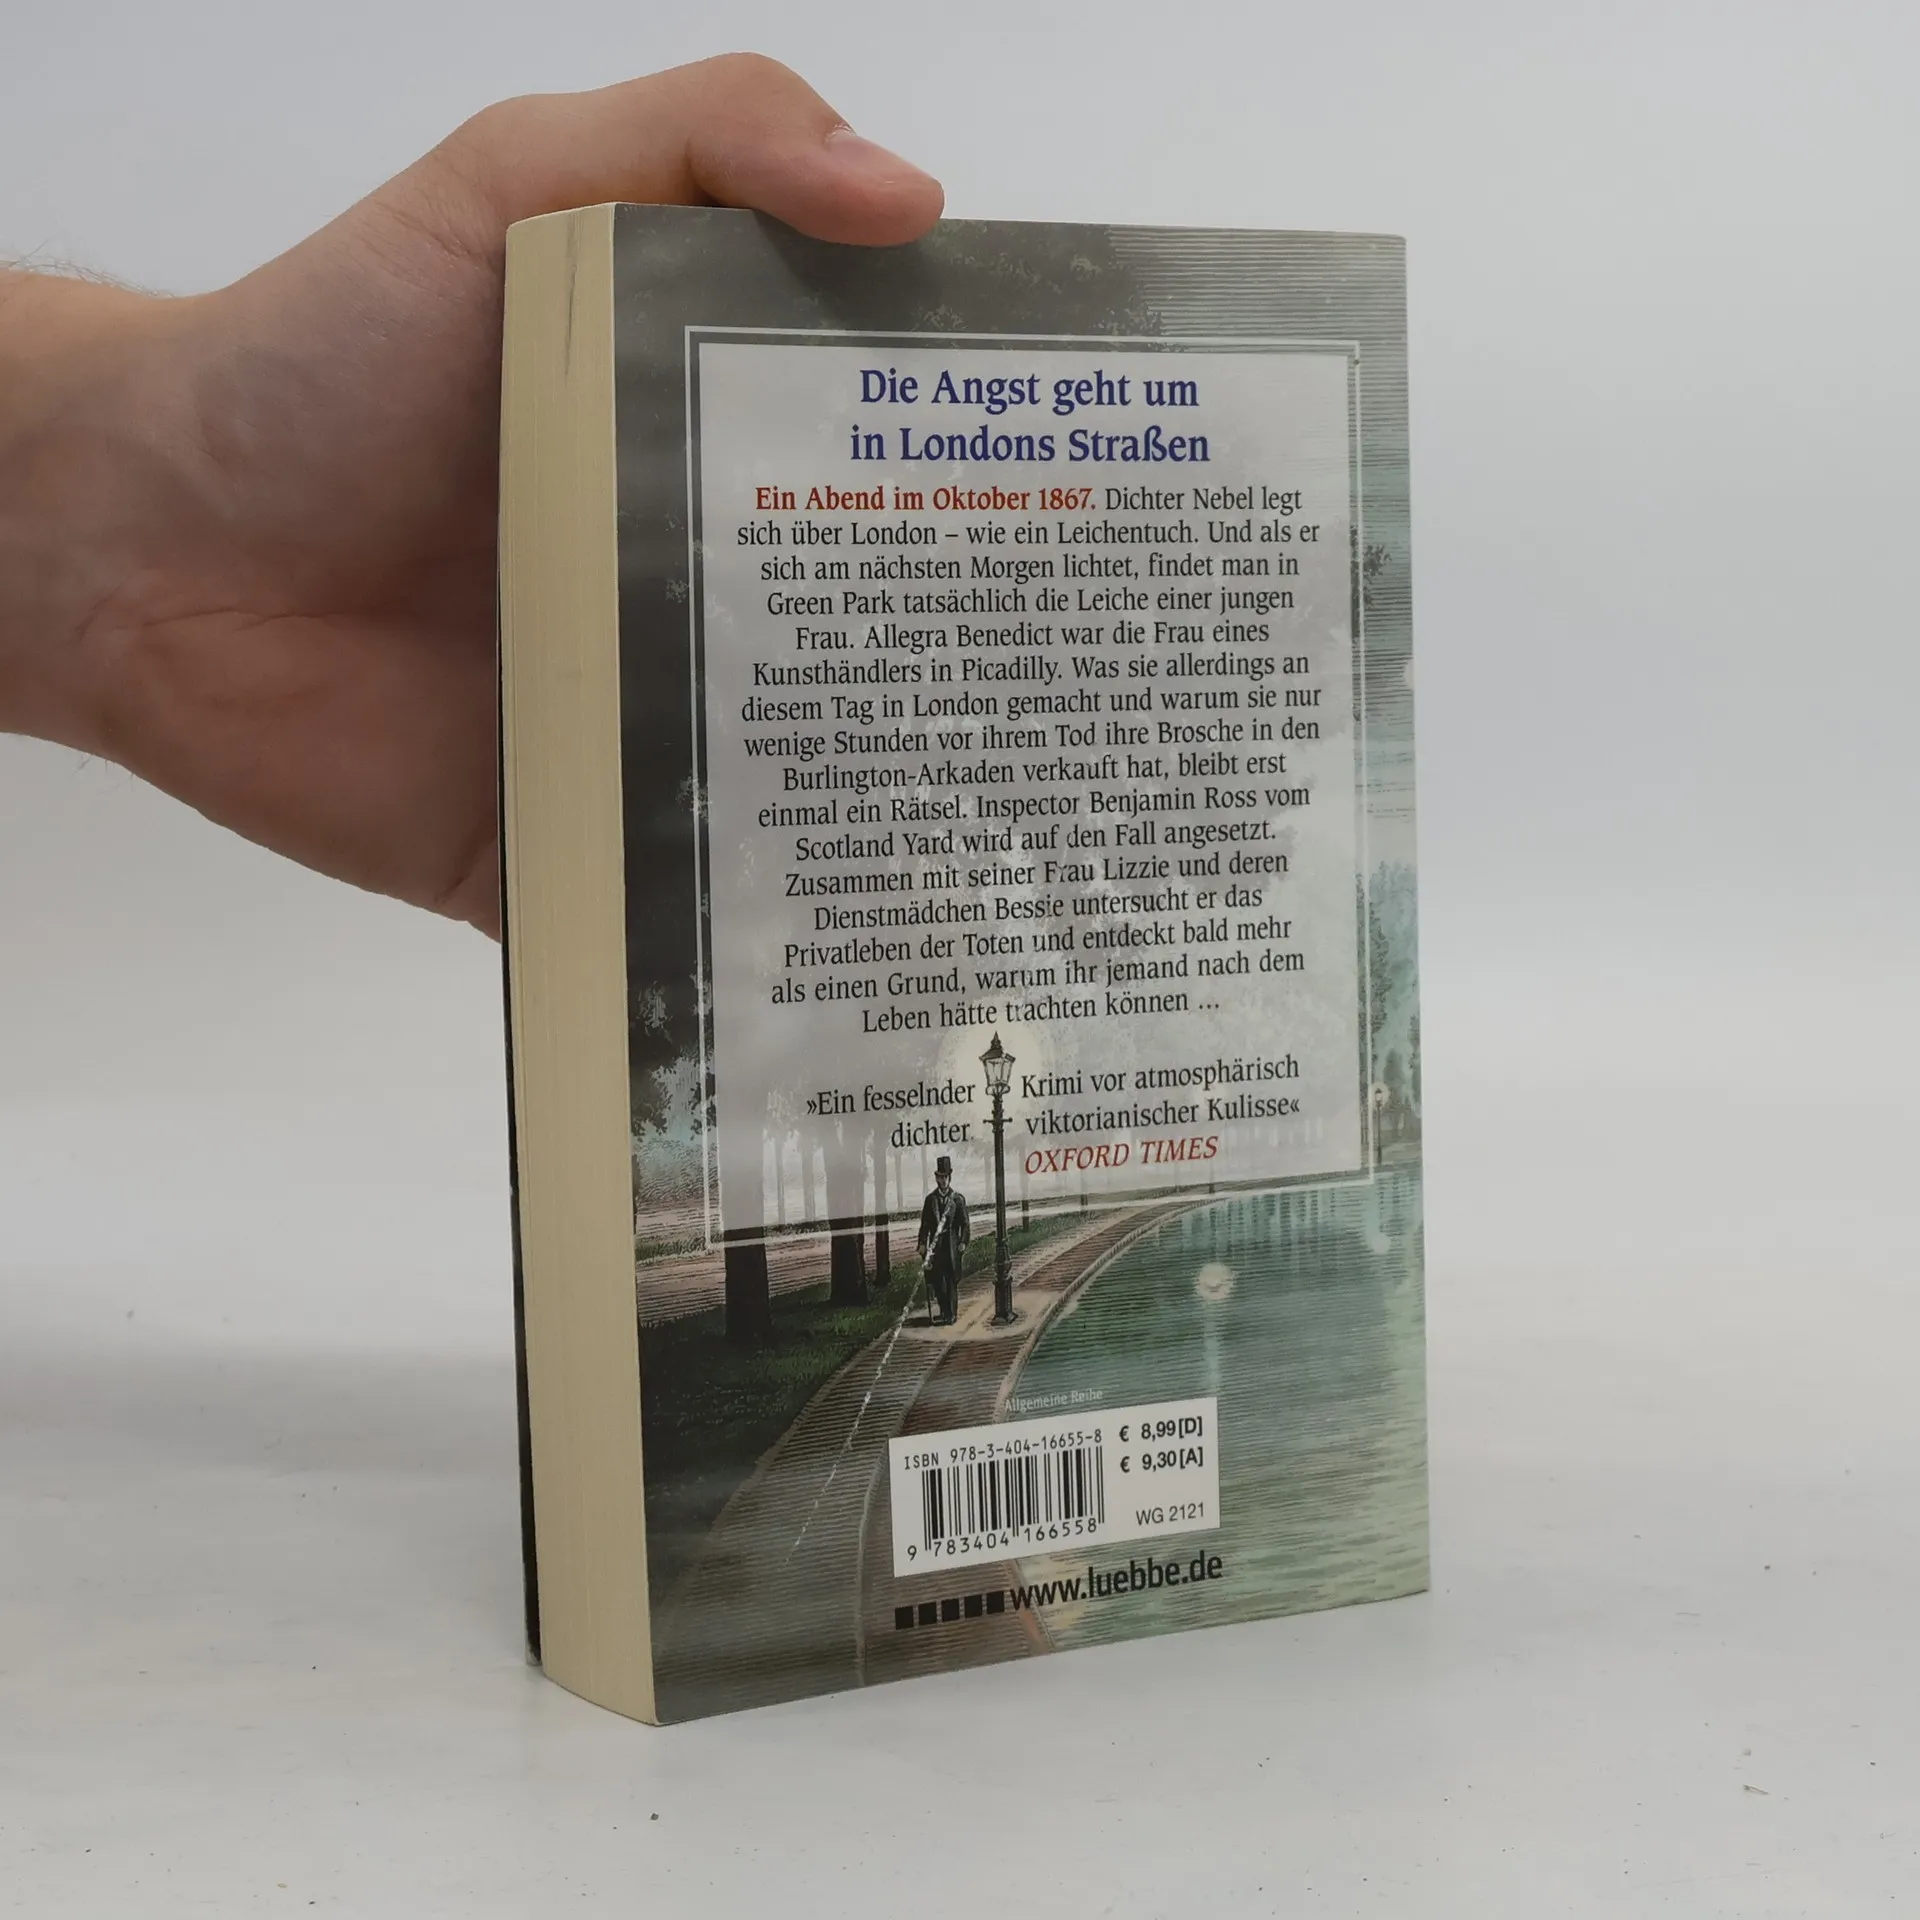 Die Angst geht um
in Londons Straßen
Ein Abend im Oktober 1867. Dichter Nebel legt
sich über London – wie ein Leichentuch. Und als er
sich am nächsten Morgen lichtet, findet man in
Green Park tatsächlich die Leiche einer jungen
Frau. Allegra Benedict war die Frau eines
Kunsthändlers in Picadilly. Was sie allerdings an
diesem Tag in London gemacht und warum sie nur
wenige Stunden vor ihrem Tod ihre Brosche in den
Burlington-Arkaden verkauft hat, bleibt erst
einmal ein Rätsel. Inspector Benjamin Ross vom
Scotland Yard wird auf den Fall angesetzt.
Zusammen mit seiner Frau Lizzie und deren
Dienstmädchen Bessie untersucht er das
Privatleben der Toten und entdeckt bald mehr
als einen Grund, warum ihr jemand nach dem
Leben hätte trachten können ...
»Ein fesselnder Krimi vor atmosphärisch
dichter viktorianischer Kulisse«
OXFORD TIMES
Allgemeine Reihe
ISBN 978-3-404-16655-8
€ 8,99[D]
€ 9,30[A]
WG 2121
9 783404 166558
www.luebbe.de